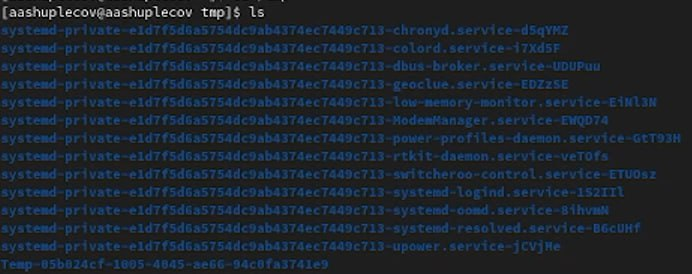 [aashuplecov@aashuplecov tmp]$ ls
systemd-private-e1d7f5d6a5754dc9ab4374ec7449c713-chronyd.service-d5qYMZ
systemd-private-e1d7f5d6a5754dc9ab4374ec7449c713-colord.service-i7Xd5F
systemd-private-e1d7f5d6a5754dc9ab4374ec7449c713-dbus-broker.service-UDUPuu
systemd-private-e1d7f5d6a5754dc9ab4374ec7449c713-geoclue.service-EDZzSE
systemd-private-e1d7f5d6a5754dc9ab4374ec7449c713-low-memory-monitor.service-EiNl3N
systemd-private-e1d7f5d6a5754dc9ab4374ec7449c713-ModemManager.service-EWQD74
systemd-private-e1d7f5d6a5754dc9ab4374ec7449c713-power-profiles-daemon.service-GtT93H
systemd-private-e1d7f5d6a5754dc9ab4374ec7449c713-rtkit-daemon.service-veTOfs
systemd-private-e1d7f5d6a5754dc9ab4374ec7449c713-switcheroo-control.service-ETUOsz
systemd-private-e1d7f5d6a5754dc9ab4374ec7449c713-systemd-logind.service-1S2IIl
systemd-private-e1d7f5d6a5754dc9ab4374ec7449c713-systemd-oomd.service-8ihvmN
systemd-private-e1d7f5d6a5754dc9ab4374ec7449c713-systemd-resolved.service-B6cUHf
systemd-private-e1d7f5d6a5754dc9ab4374ec7449c713-upower.service-jCVjMe
Temp-05b024cf-1005-4045-ae66-94c0fa3741e9